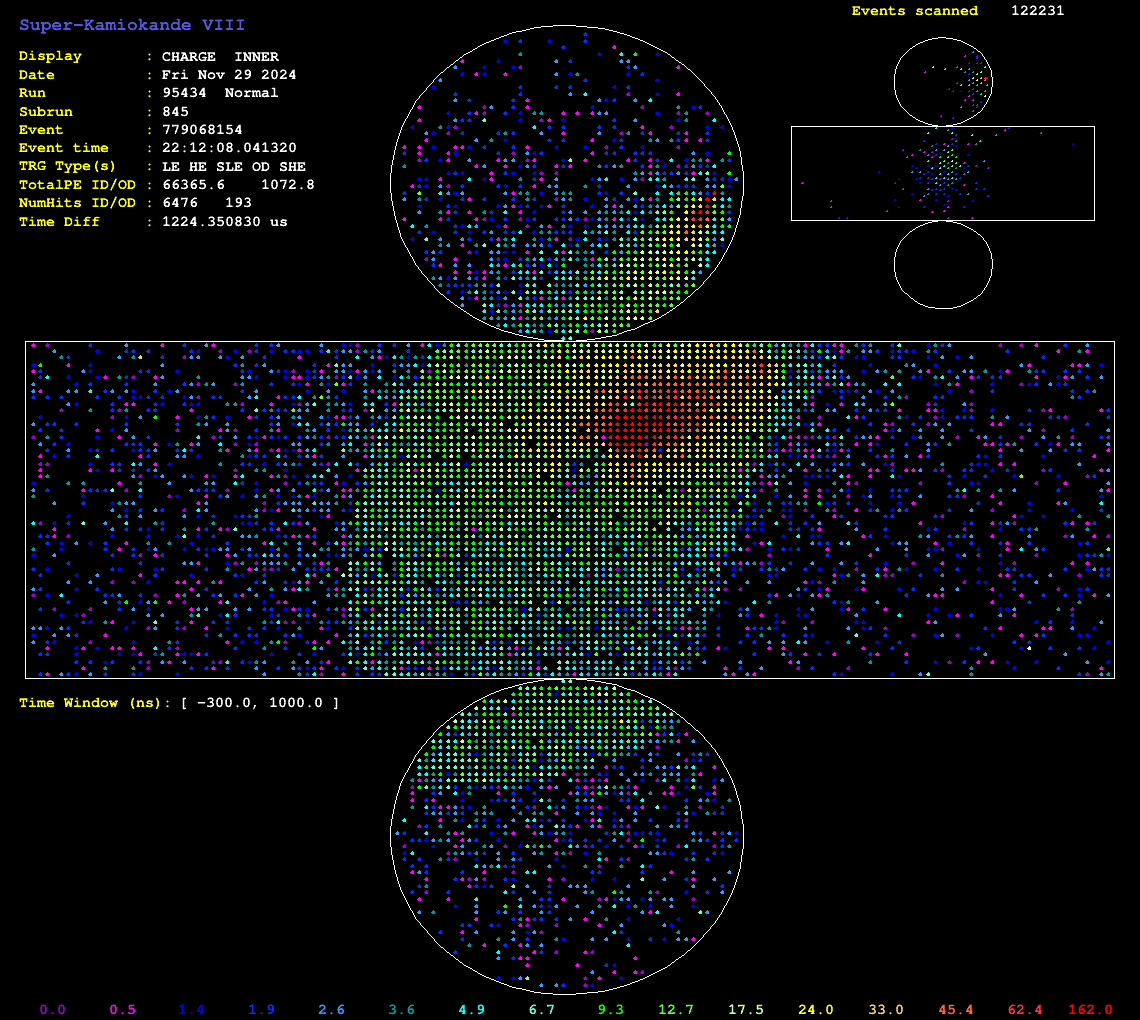 Super-Kamiokande VIII
Events scanned 122231
Display : CHARGE INNER
Date : Fri Nov 29 2024
Run : 95434 Normal
Subrun : 845
Event : 779068154
Event time : 22:12:08.041320
TRG Type(s) : LE HE SLE OD SHE
TotalPE ID/OD : 66365.6 1072.8
NumHits ID/OD : 6476 193
Time Diff : 1224.350830 us
Time Window (ns): [ -300.0, 1000.0 ]
0.0 0.5 1.4 1.9 2.6 3.6 4.9 6.7 9.3 12.7 17.5 24.0 33.0 45.4 62.4 162.0